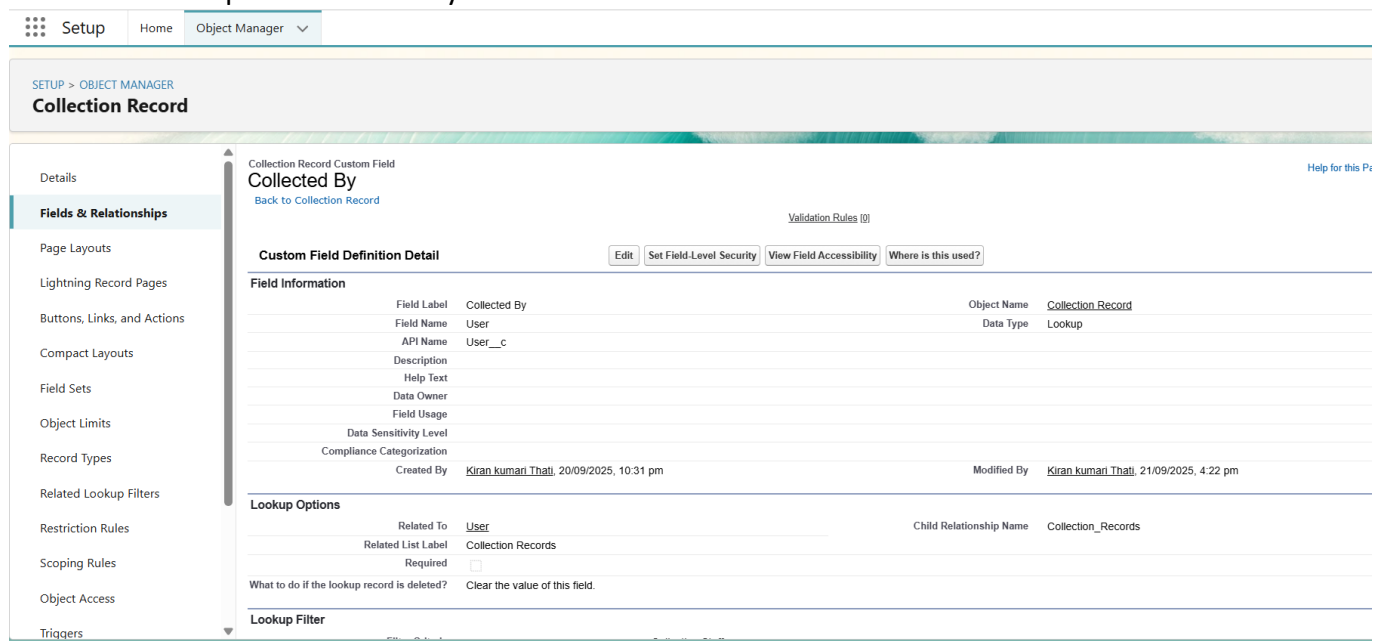 Setup Home Object Manager
SETUP > OBJECT MANAGER
Collection Record
Details
Fields & Relationships
Page Layouts
Lightning Record Pages
Buttons, Links, and Actions
Compact Layouts
Field Sets
Object Limits
Record Types
Related Lookup Filters
Restriction Rules
Scoping Rules
Object Access
Triggers
Collection Record Custom Field
Collected By
Help for this Pa
Back to Collection Record
Validation Rules [0]
Custom Field Definition Detail Edit Set Field-Level Security View Field Accessibility Where is this used?
Field Information
Field Label Collected By Object Name Collection Record
Field Name User Data Type Lookup
API Name User__c
Description
Help Text
Data Owner
Field Usage
Data Sensitivity Level
Compliance Categorization
Created By Kiran kumari Thati, 20/09/2025, 10:31 pm Modified By Kiran kumari Thati, 21/09/2025, 4:22 pm
Lookup Options
Related To User Child Relationship Name Collection_Records
Related List Label Collection Records
Required
What to do if the lookup record is deleted? Clear the value of this field.
Lookup Filter